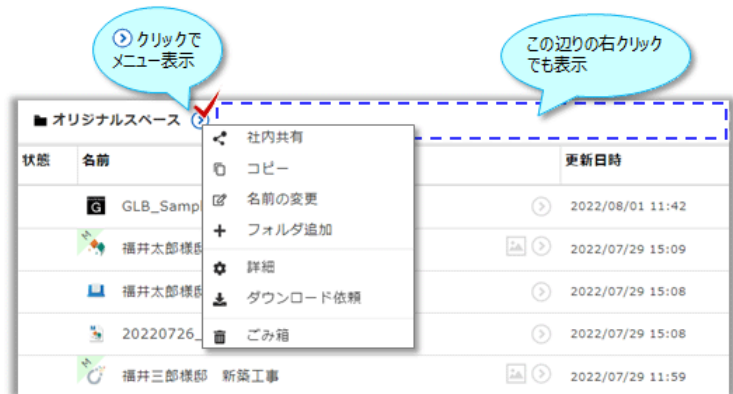 クリックで
メニュー表示
この辺りの右クリック
でも表示
オリジナルスペース
状態 名前 更新日時
社内共有
コピー
名前の変更
フォルダ追加
詳細
ダウンロード依頼
ごみ箱
G GLB_Samp 2022/08/01 11:42
M 福井太郎様邸 2022/07/29 15:09
福井太郎様邸 2022/07/29 15:08
20220726_ 2022/07/29 15:08
M 福井三郎様邸 新築工事 2022/07/29 11:59